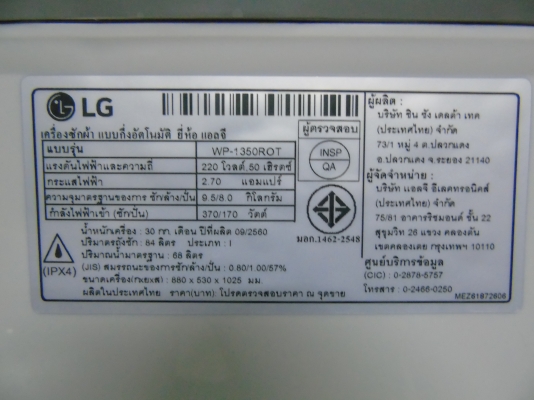 LG
เครื่องซักผ้า แบบกึ่งอัตโนมัติ ยี่ห้อ แอลจี
แบบรุ่น WP-1350ROT
แรงดันไฟฟ้าและความถี่ 220 โวลต์,50 เฮิรตซ์
กระแสไฟฟ้า 2.70 แอมแปร์
ความจุมาตรฐานของการ ซักล้าง/ปั่น 9.5/8.0 กิโลกรัม
กำลังไฟฟ้าเข้า (ซัก/ปั่น) 370/170 วัตต์
น้ำหนักเครื่อง : 30 กก. เดือน ปีที่ผลิต 09/2560
ปริมาตรถังซัก : 84 ลิตร ประเภท : I
ปริมาณน้ำมาตรฐาน : 68 ลิตร
(JIS) สมรรถนะของการซักล้าง/ปั่น : 0.80/1.00/57%
ขนาดเครื่อง(กxยxส) : 880 x 530 x 1025 มม
ผลิตในประเทศไทย ราคา(บาท): โปรดตรวจสอบราคา ณ จุดขาย
(IPX4)
ผู้ตรวจสอบ
INSP
QA
มอก.1462-2548
ผู้ผลิต :
บริษัท ชิน ซัง เดลต้า เทค
(ประเทศไทย) จำกัด
73/1 หมู่ 4 ต.ปลวกแดง
อ.ปลวกแดง จ.ระยอง 21140
ผู้จัดจำหน่าย :
บริษัท แอลจี อิเลคทรอนิคส์
(ประเทศไทย) จำกัด
75/81 อาคารริชมอนด์ ชั้น 22
สุขุมวิท 26 แขวง คลองตัน
เขตคลองเตย กรุงเทพฯ 10110
ศูนย์บริการข้อมูล
(CIC) : 0-2878-5757
โทรสาร : 0-2466-0250
MEZ61872606